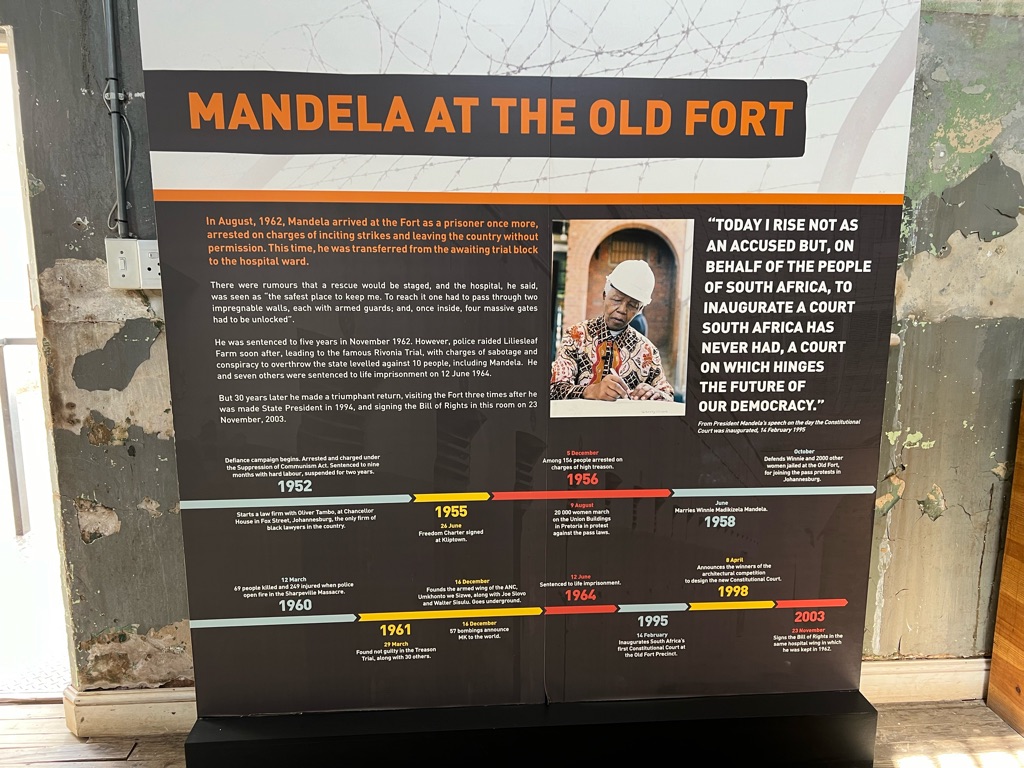 MANDELA AT THE OLD FORT
In August, 1962, Mandela arrived at the Fort as a prisoner once more,
arrested on charges of inciting strikes and leaving the country without
permission. This time, he was transferred from the awaiting trial block
to the hospital ward.
There were rumours that a rescue would be staged, and the hospital, he said,
was seen as "the safest place to keep me. To reach it one had to pass through two
impregnable walls, each with armed guards; and, once inside, four massive gates
had to be unlocked".
He was sentenced to five years in November 1962. However, police raided Liliesleaf
Farm soon after, leading to the famous Rivonia Trial, with charges of sabotage and
conspiracy to overthrow the state levelled against 10 people, including Mandela. He
and seven others were sentenced to life imprisonment on 12 June 1964.
But 30 years later he made a triumphant return, visiting the Fort three times after he
was made State President in 1994, and signing the Bill of Rights in this room on 23
November, 2003.
“TODAY I RISE NOT AS
AN ACCUSED BUT, ON
BEHALF OF THE PEOPLE
OF SOUTH AFRICA, TO
INAUGURATE A COURT
SOUTH AFRICA HAS
NEVER HAD, A COURT
ON WHICH HINGES
THE FUTURE OF
OUR DEMOCRACY.”
From President Mandela's speech on the day the Constitutional
Court was inaugurated, 14 February 1995
Defiance campaign begins. Arrested and charged under
the Suppression of Communism Act. Sentenced to nine
months with hard labour, suspended for two years.
1952
Starts a law firm with Oliver Tambo, at Chancellor
House in Fox Street, Johannesburg, the only firm of
black lawyers in the country.
1955
26 June
Freedom Charter signed
at Kliptown.
5 December
Among 156 people arrested on
charges of high treason.
1956
9 August
20 000 women march
on the Union Buildings
in Pretoria in protest
against the pass laws.
October
Defends Winnie and 2000 other
women jailed at the Old Fort,
for joining the pass protests in
Johannesburg.
June
Marries Winnie Madikizela Mandela.
1958
12 March
69 people killed and 249 injured when police
open fire in the Sharpeville Massacre.
1960
16 December
Founds the armed wing of the ANC,
Umkhonto we Sizwe, along with Joe Slovo
and Walter Sisulu. Goes underground.
1961
29 March
Found not guilty in the Treason
Trial, along with 30 others.
16 December
57 bombings announce
MK to the world.
12 June
Sentenced to life imprisonment.
1964
1995
14 February
Inaugurates South Africa's
first Constitutional Court at
the Old Fort Precinct.
8 April
Announces the winners of the
architectural competition
to design the new Constitutional Court.
1998
2003
23 November
Signs the Bill of Rights in the
same hospital wing in which
he was kept in 1962.